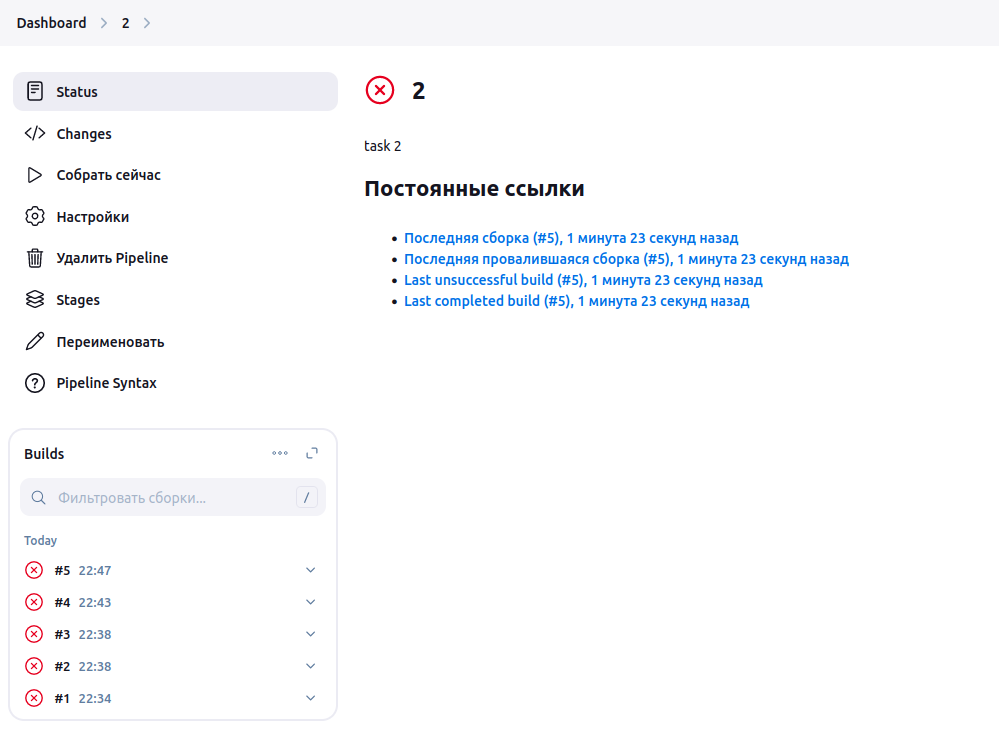 Dashboard 2
Status
Changes
Собрать сейчас
Настройки
Удалить Pipeline
Stages
Переименовать
Pipeline Syntax
Builds
Фильтровать сборки... /
Today
#5 22:47
#4 22:43
#3 22:38
#2 22:38
#1 22:34
2
task 2
Постоянные ссылки
Последняя сборка (#5), 1 минута 23 секунд назад
Последняя провалившаяся сборка (#5), 1 минута 23 секунд назад
Last unsuccessful build (#5), 1 минута 23 секунд назад
Last completed build (#5), 1 минута 23 секунд назад